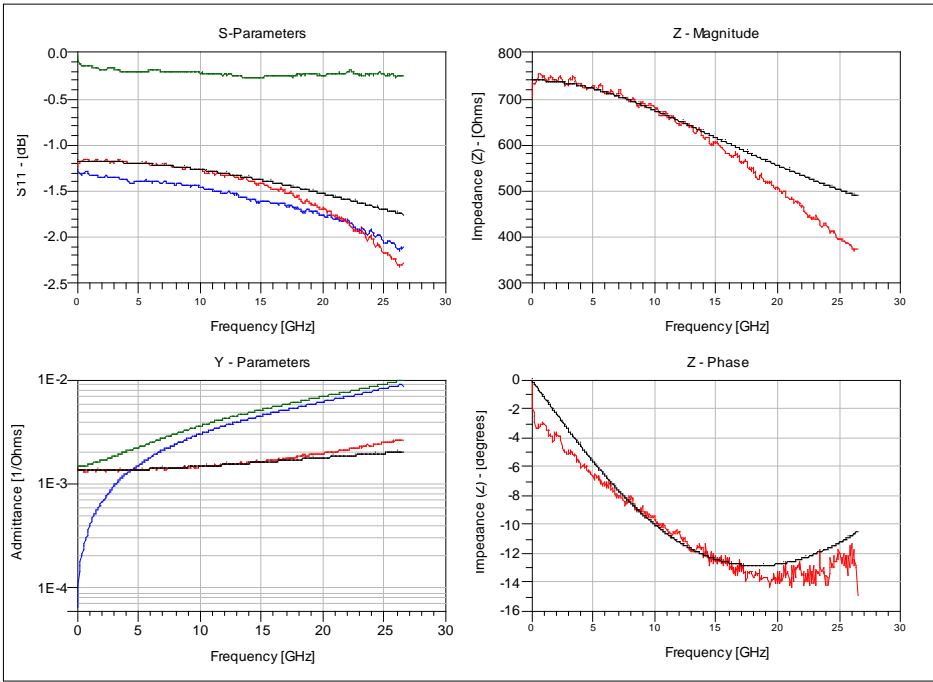 S-Parameters
0.0
-0.5
-1.0
-1.5
-2.0
-2.5
S11 - [dB]
0 5 10 15 20 25 30
Frequency [GHz]
Z - Magnitude
800
700
600
500
400
300
Impedance (Z) - [Ohms]
0 5 10 15 20 25 30
Frequency [GHz]
Y - Parameters
1E-2
1E-3
1E-4
Admittance [1/Ohms]
0 5 10 15 20 25 30
Frequency [GHz]
Z - Phase
0
-2
-4
-6
-8
-10
-12
-14
-16
Impedance (Z) - [degrees]
0 5 10 15 20 25 30
Frequency [GHz]